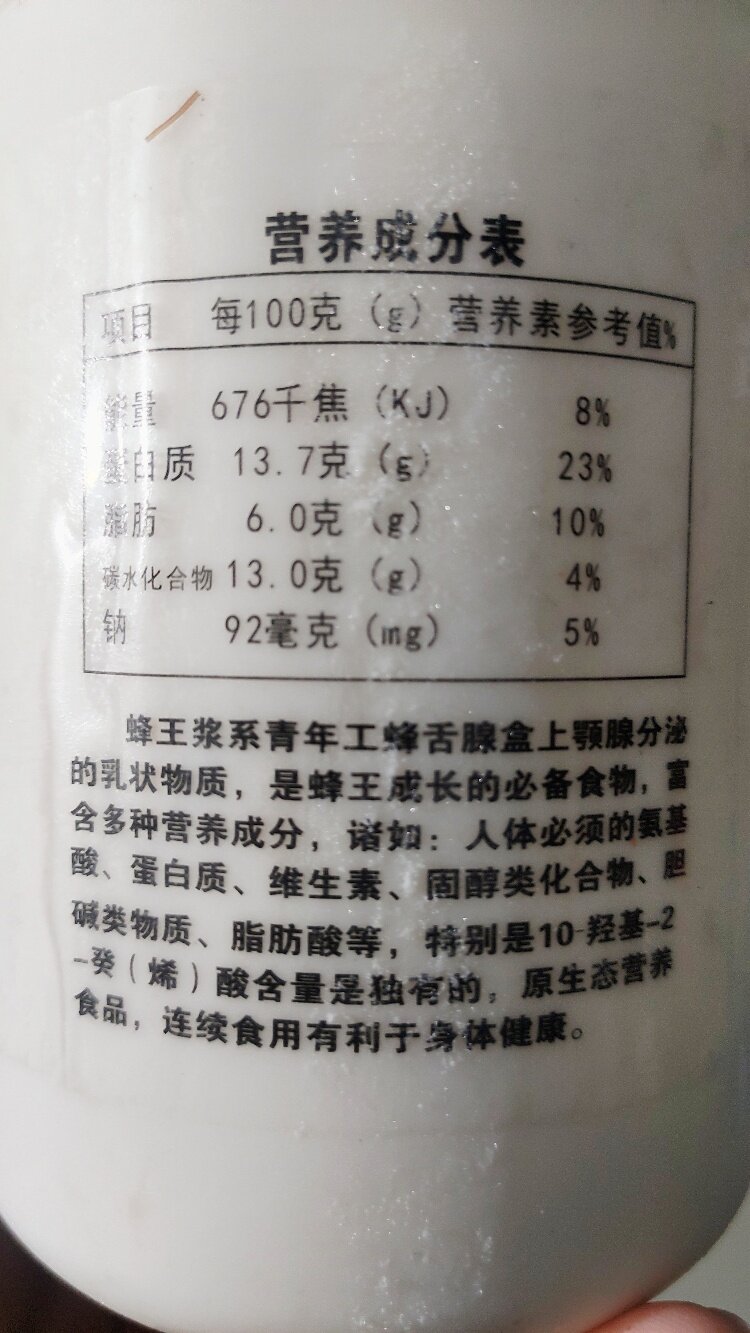 营养成分表
项目 每100克（g）营养素参考值%
能量 676千焦（KJ） 8%
蛋白质 13.7克（g） 23%
脂肪 6.0克（g） 10%
碳水化合物 13.0克（g） 4%
钠 92毫克（mg） 5%
蜂王浆系青年工蜂舌腺盒上颚腺分泌
的乳状物质，是蜂王成长的必备食物，富
含多种营养成分，诸如：人体必须的氨基
酸、蛋白质、维生素、固醇类化合物、胆
碱类物质、脂肪酸等，特别是10-羟基-2
-癸（烯）酸含量是独有的，原生态营养
食品，连续食用有利于身体健康。